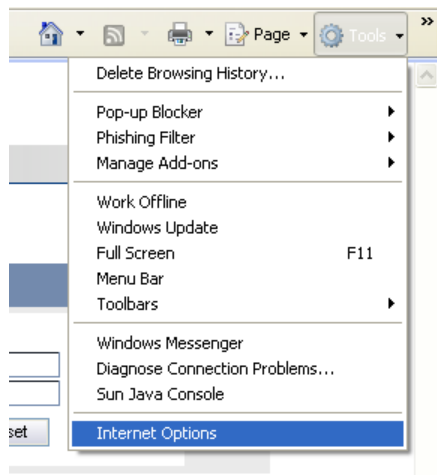 Page Tools »
Delete Browsing History...
Pop-up Blocker
Phishing Filter
Manage Add-ons
Work Offline
Windows Update
Full Screen F11
Menu Bar
Toolbars
Windows Messenger
Diagnose Connection Problems...
Sun Java Console
set Internet Options